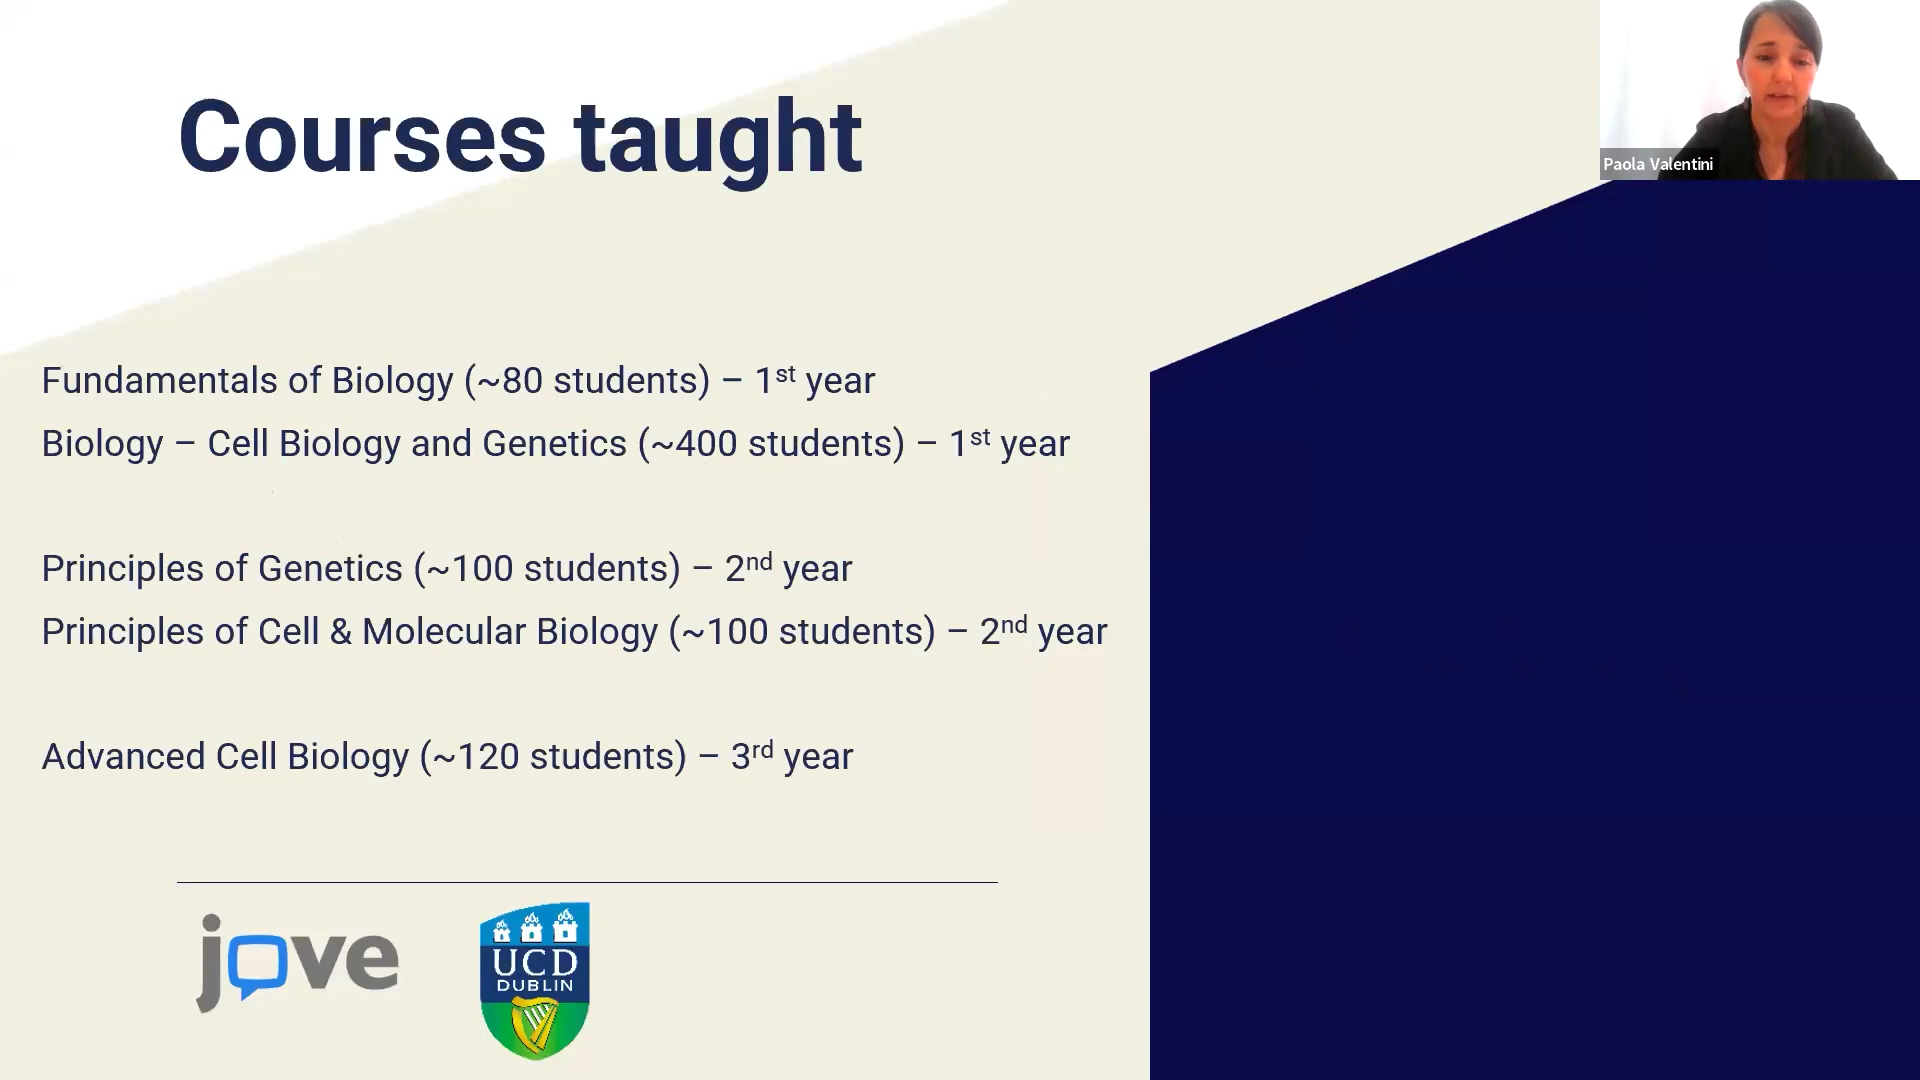 Courses taught
Paola Valentini
Fundamentals of Biology (~80 students) – 1st year
Biology – Cell Biology and Genetics (~400 students) – 1st year
Principles of Genetics (~100 students) – 2nd year
Principles of Cell & Molecular Biology (~100 students) – 2nd year
Advanced Cell Biology (~120 students) – 3rd year
jove
UCD
DUBLIN